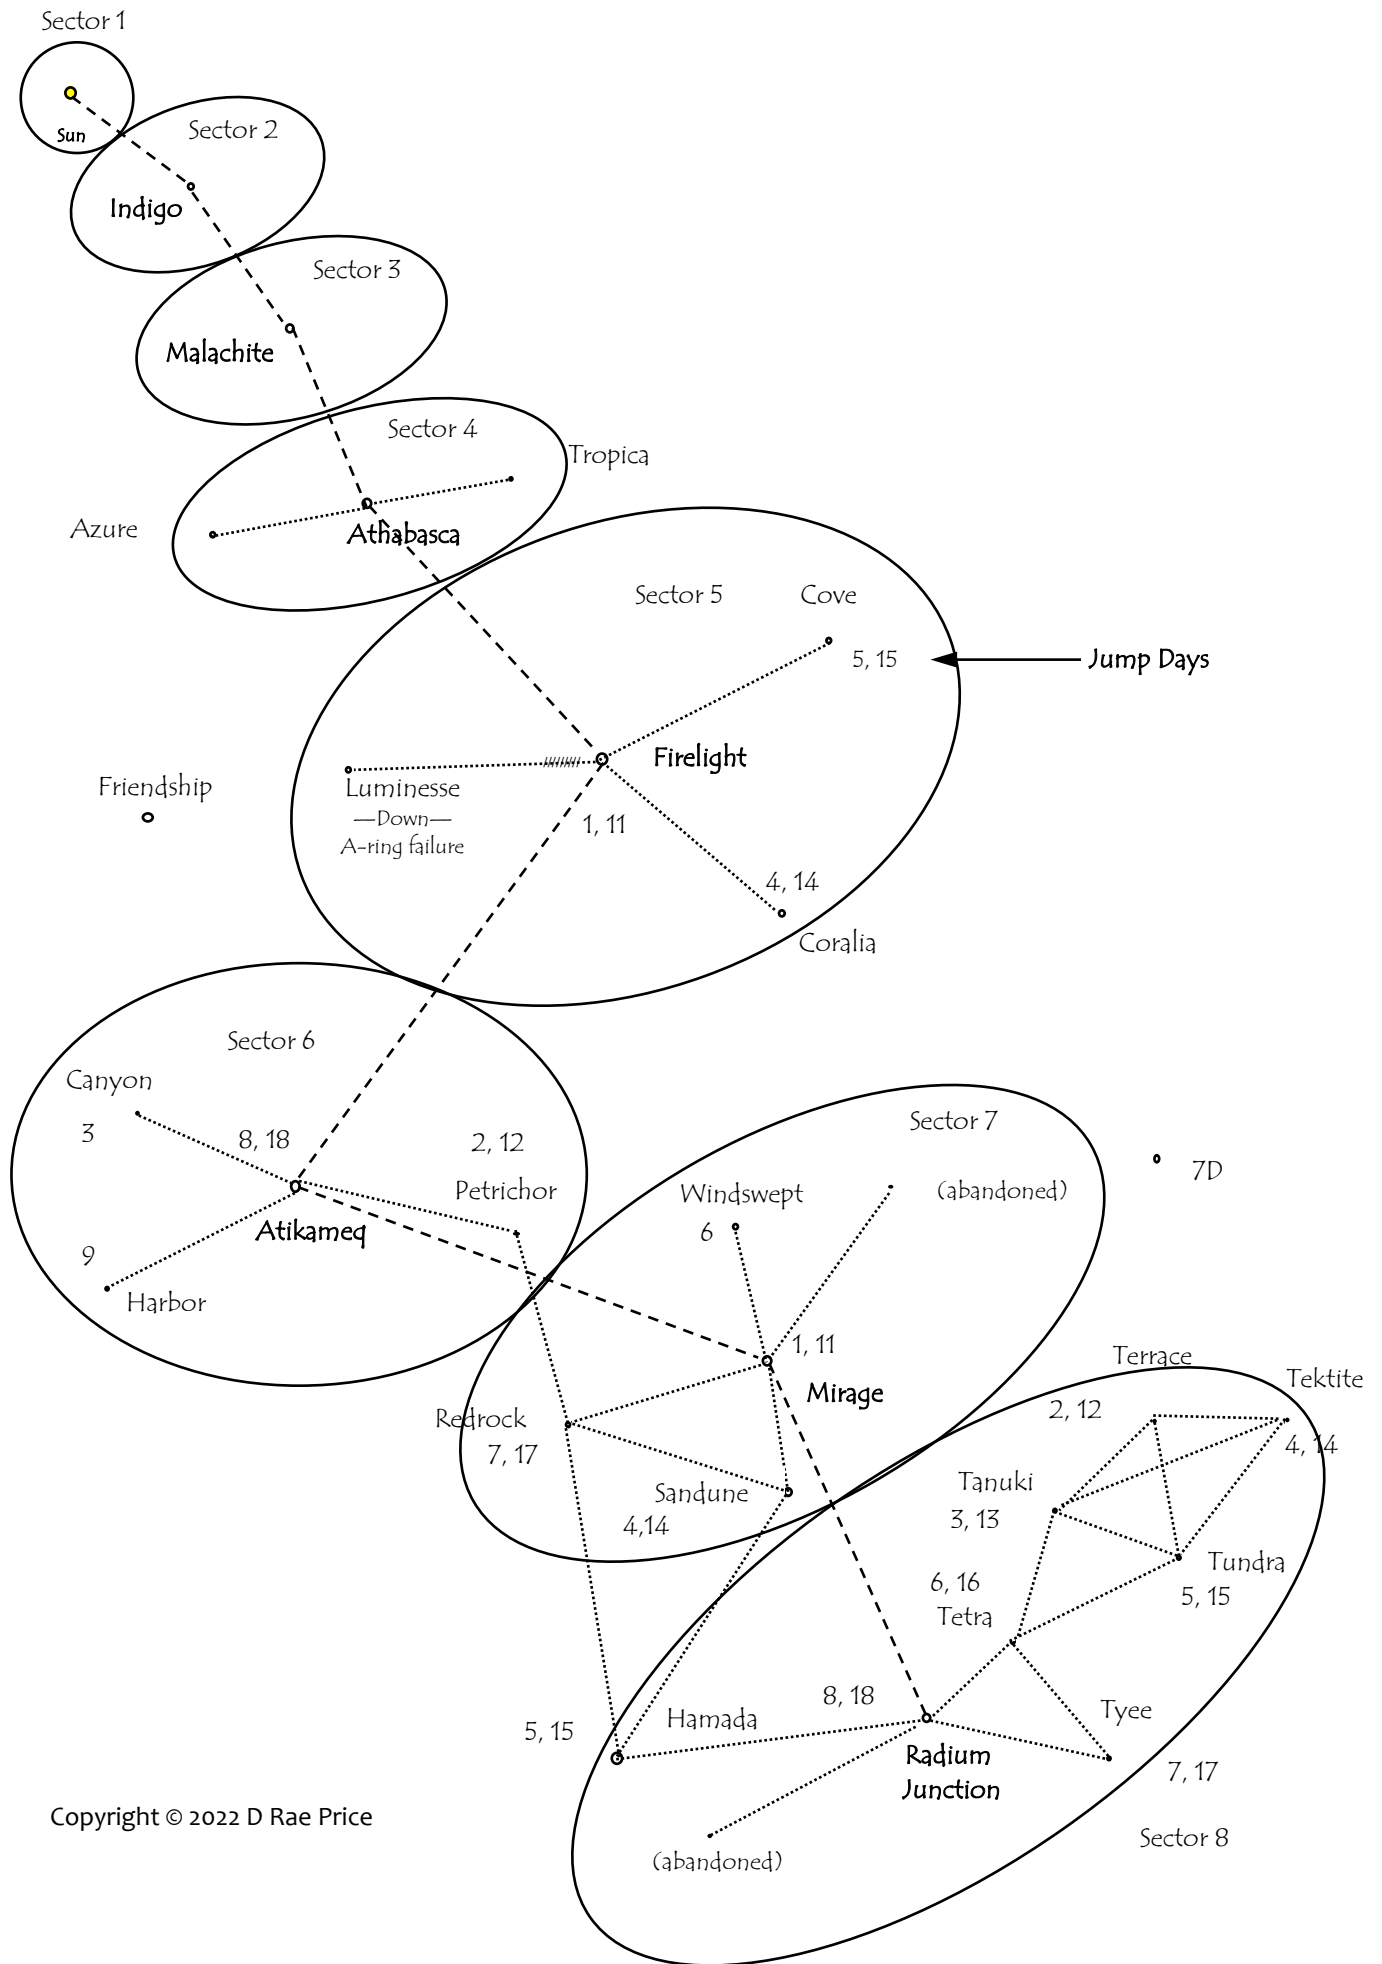 Sector 1
Sun
Sector 2
Indigo
Sector 3
Malachite
Sector 4
Tropica
Azure
Athabasca
Sector 5
Cove
5, 15
Jump Days
Firelight
Luminesse
—Down—
A-ring failure
1, 11
Friendship
4, 14
Coralia
Sector 6
Canyon
3
8, 18
2, 12
Petrichor
Atikameq
9
Harbor
Sector 7
7D
Windswept
6
(abandoned)
1, 11
Mirage
Redrock
7, 17
Sandune
4,14
Terrace
2, 12
Tektite
4, 14
Tanuki
3, 13
Tundra
5, 15
6, 16
Tetra
8, 18
Hamada
5, 15
Tyee
7, 17
Radium
Junction
(abandoned)
Sector 8
Copyright © 2022 D Rae Price